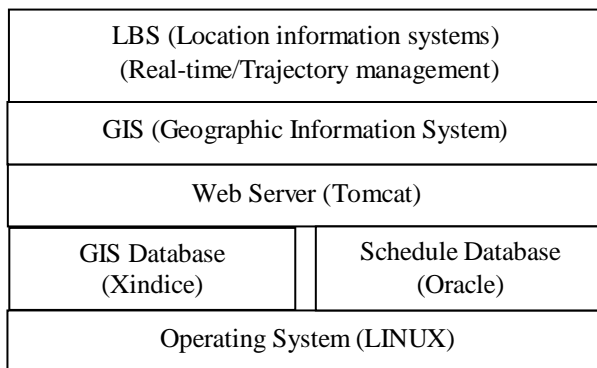 LBS (Location information systems)
(Real-time/Trajectory management)
GIS (Geographic Information System)
Web Server (Tomcat)
GIS Database
(Xindice)
Schedule Database
(Oracle)
Operating System (LINUX)